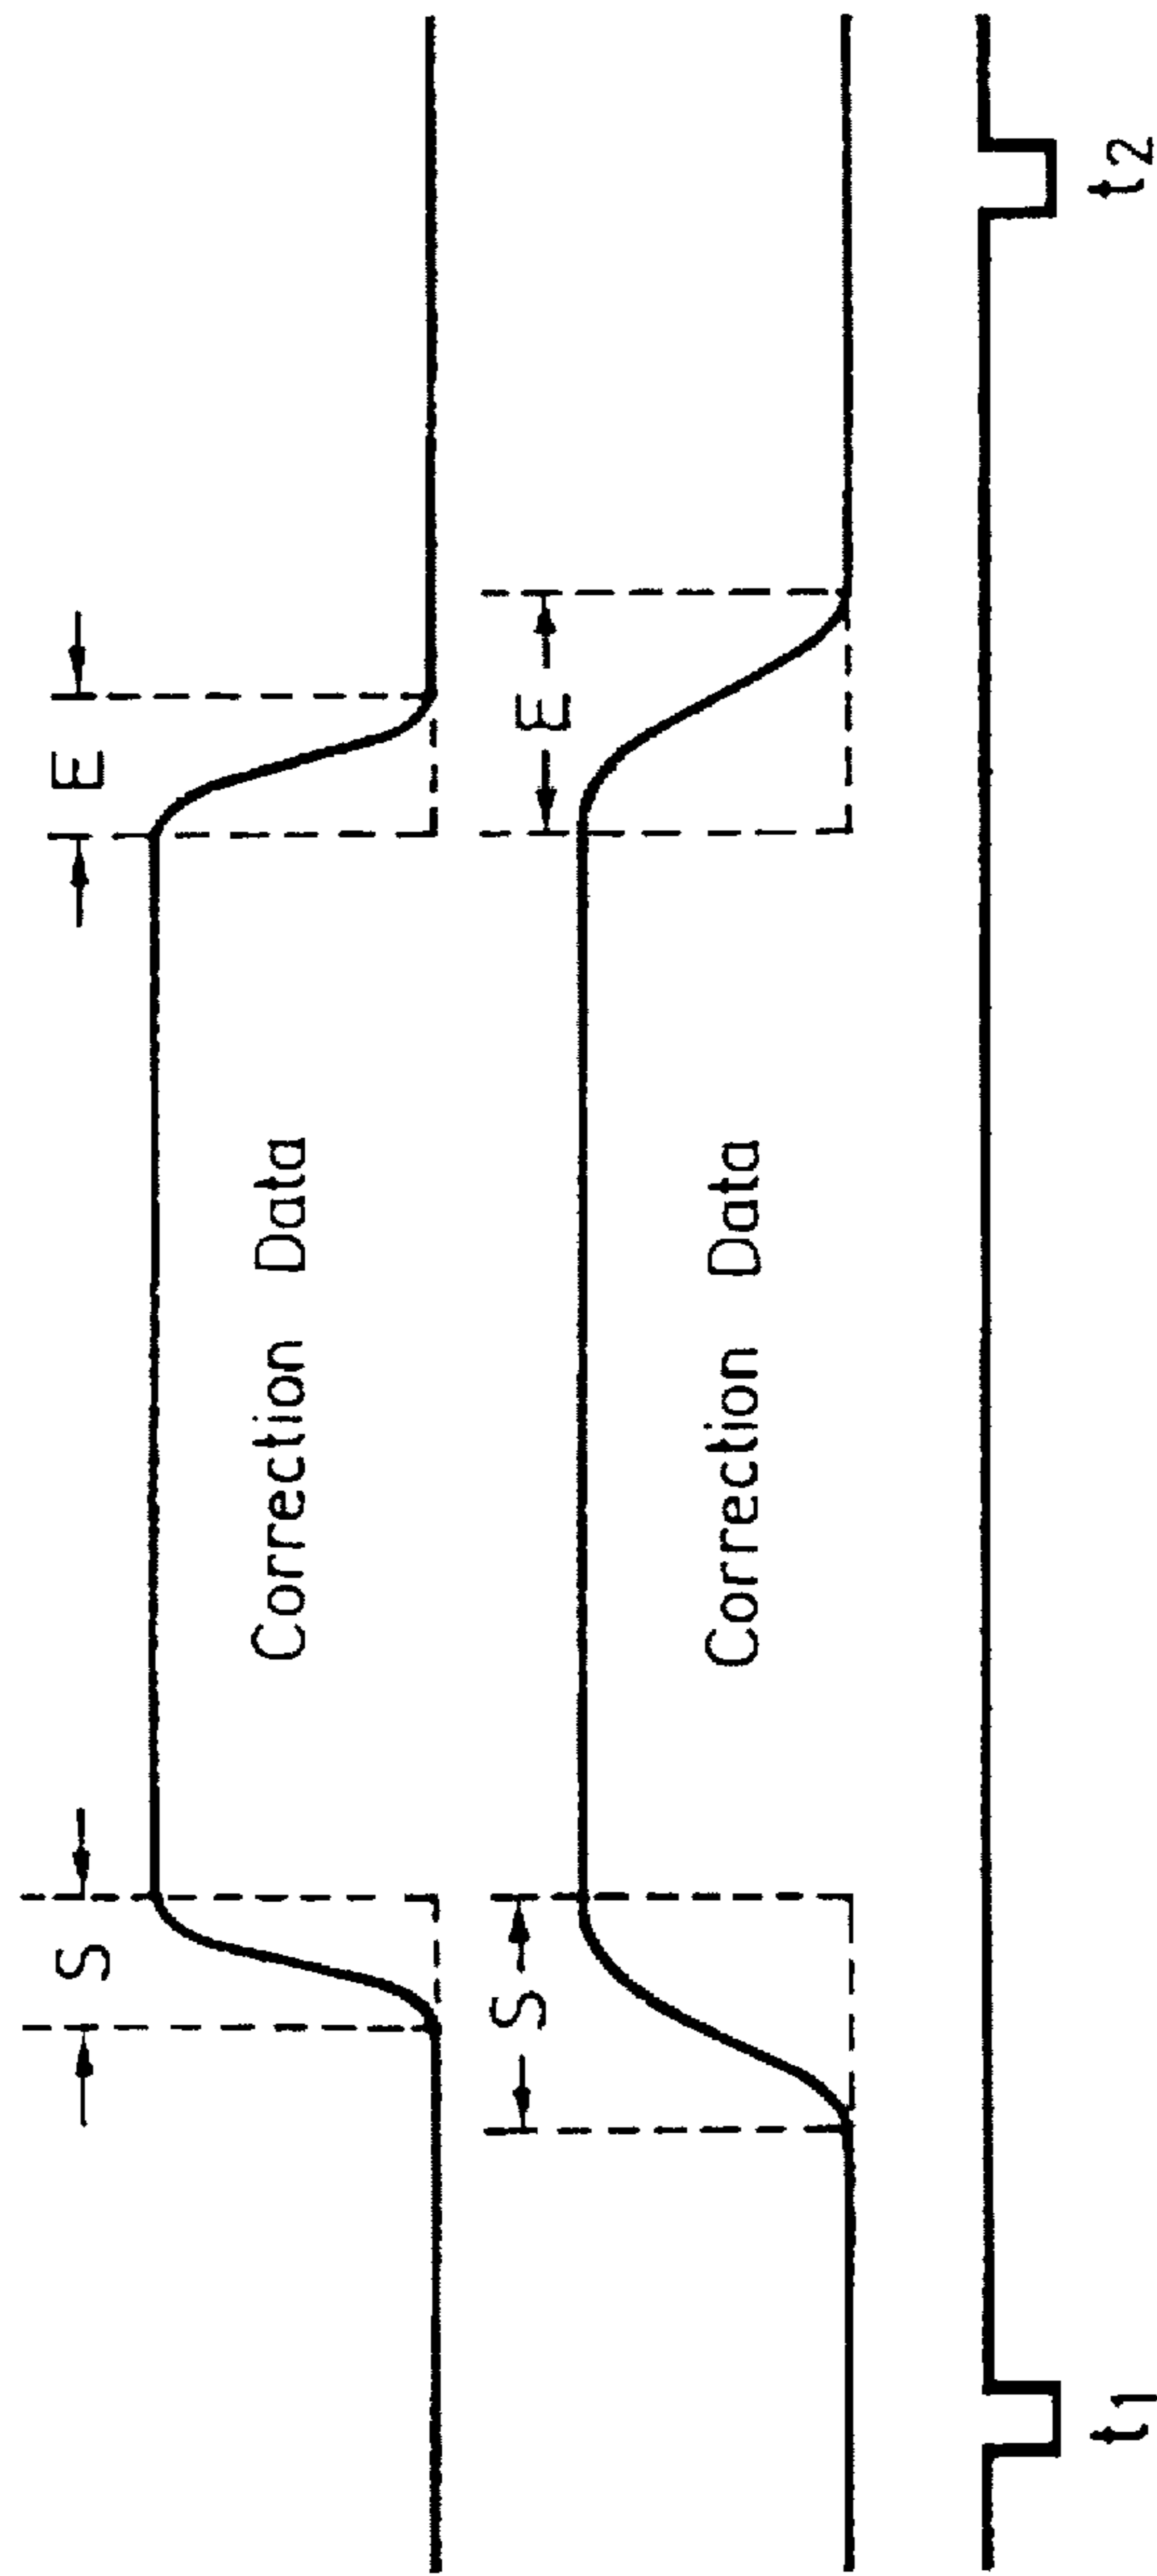 S
E
Correction Data
S
E
Correction Data
t1
t2